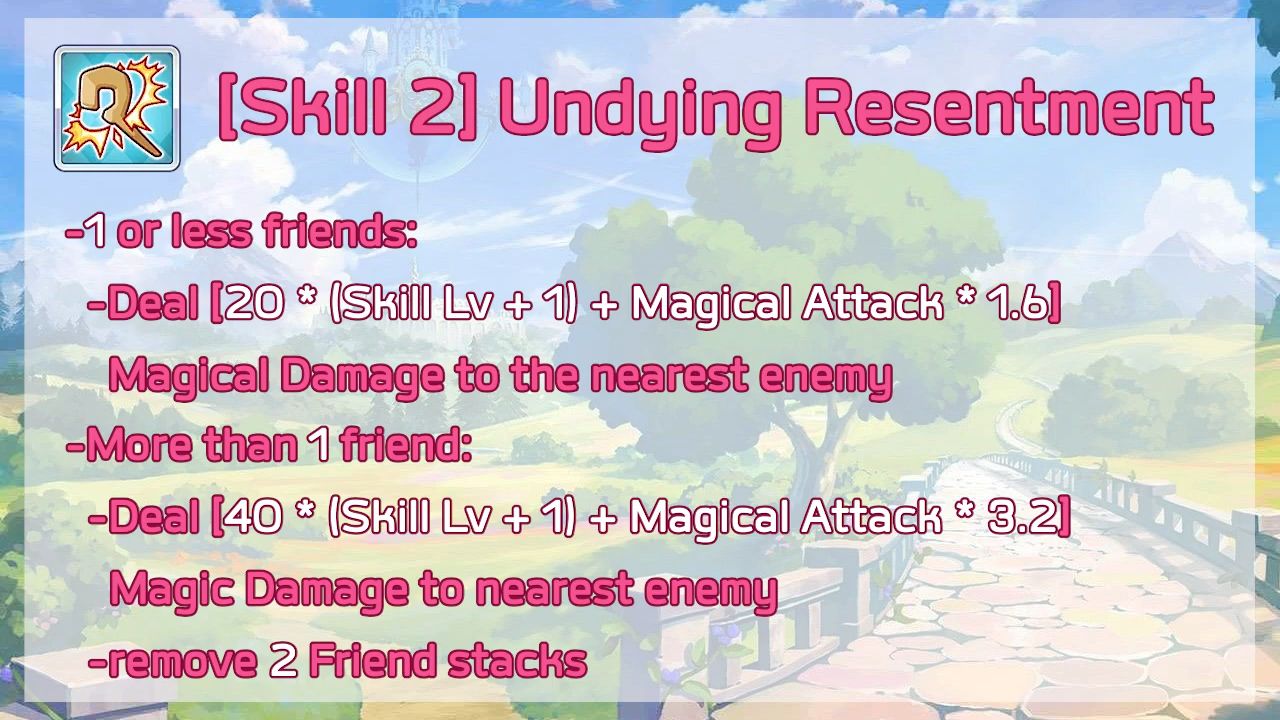 [Skill 2] Undying Resentment
-1 or less friends:
-Deal [20 * (Skill Lv + 1) + Magical Attack * 1.6]
Magical Damage to the nearest enemy
-More than 1 friend:
-Deal [40 * (Skill Lv + 1) + Magical Attack * 3.2]
Magic Damage to nearest enemy
-remove 2 Friend stacks